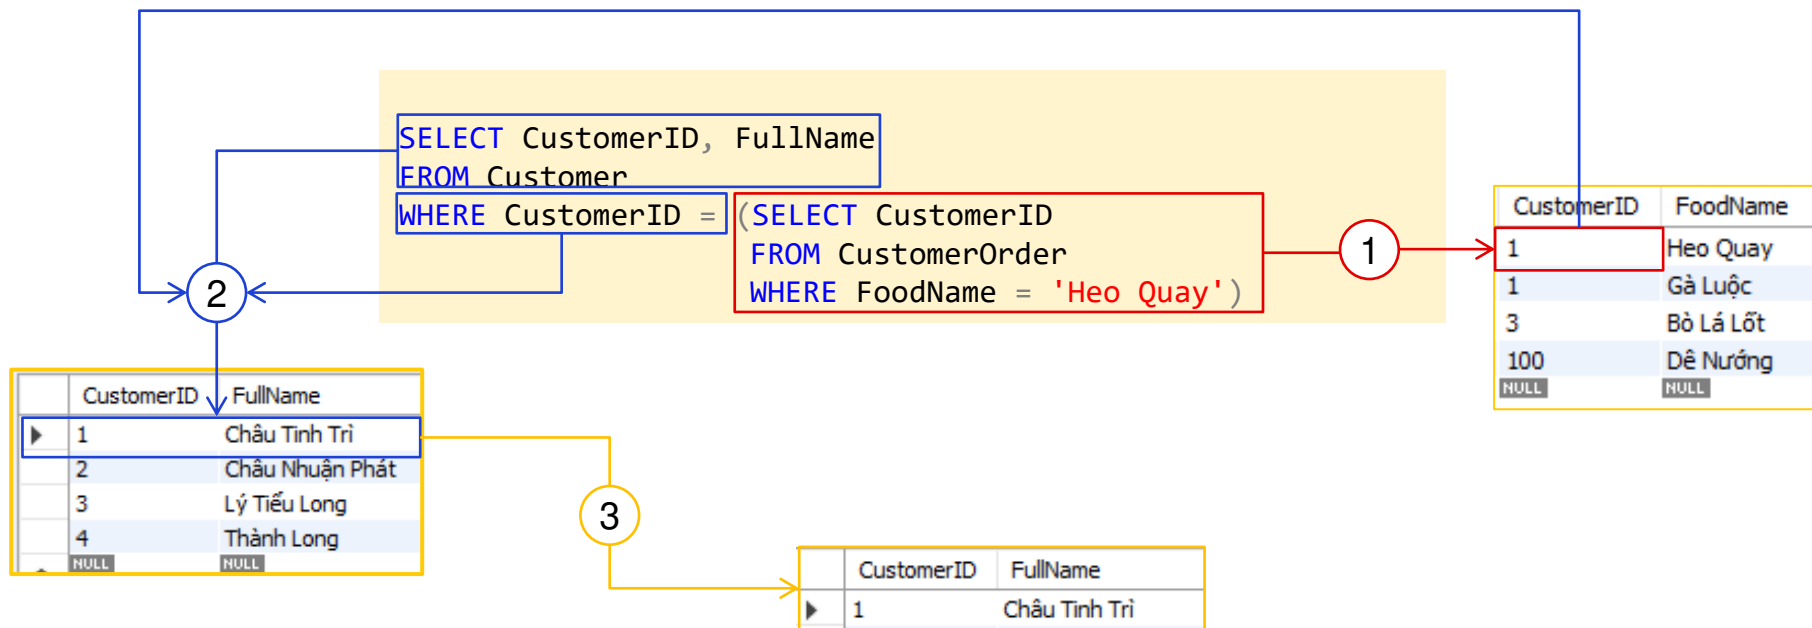 SELECT CustomerID, FullName
FROM Customer
WHERE CustomerID = (SELECT CustomerID
FROM CustomerOrder
WHERE FoodName = 'Heo Quay')
1
2
3
CustomerID FoodName
1 Heo Quay
1 Gà Luộc
3 Bò Lá Lốt
100 Dê Nướng
NULL NULL
CustomerID FullName
1 Châu Tinh Trì
2 Châu Nhuận Phát
3 Lý Tiểu Long
4 Thành Long
NULL NULL
CustomerID FullName
1 Châu Tinh Trì